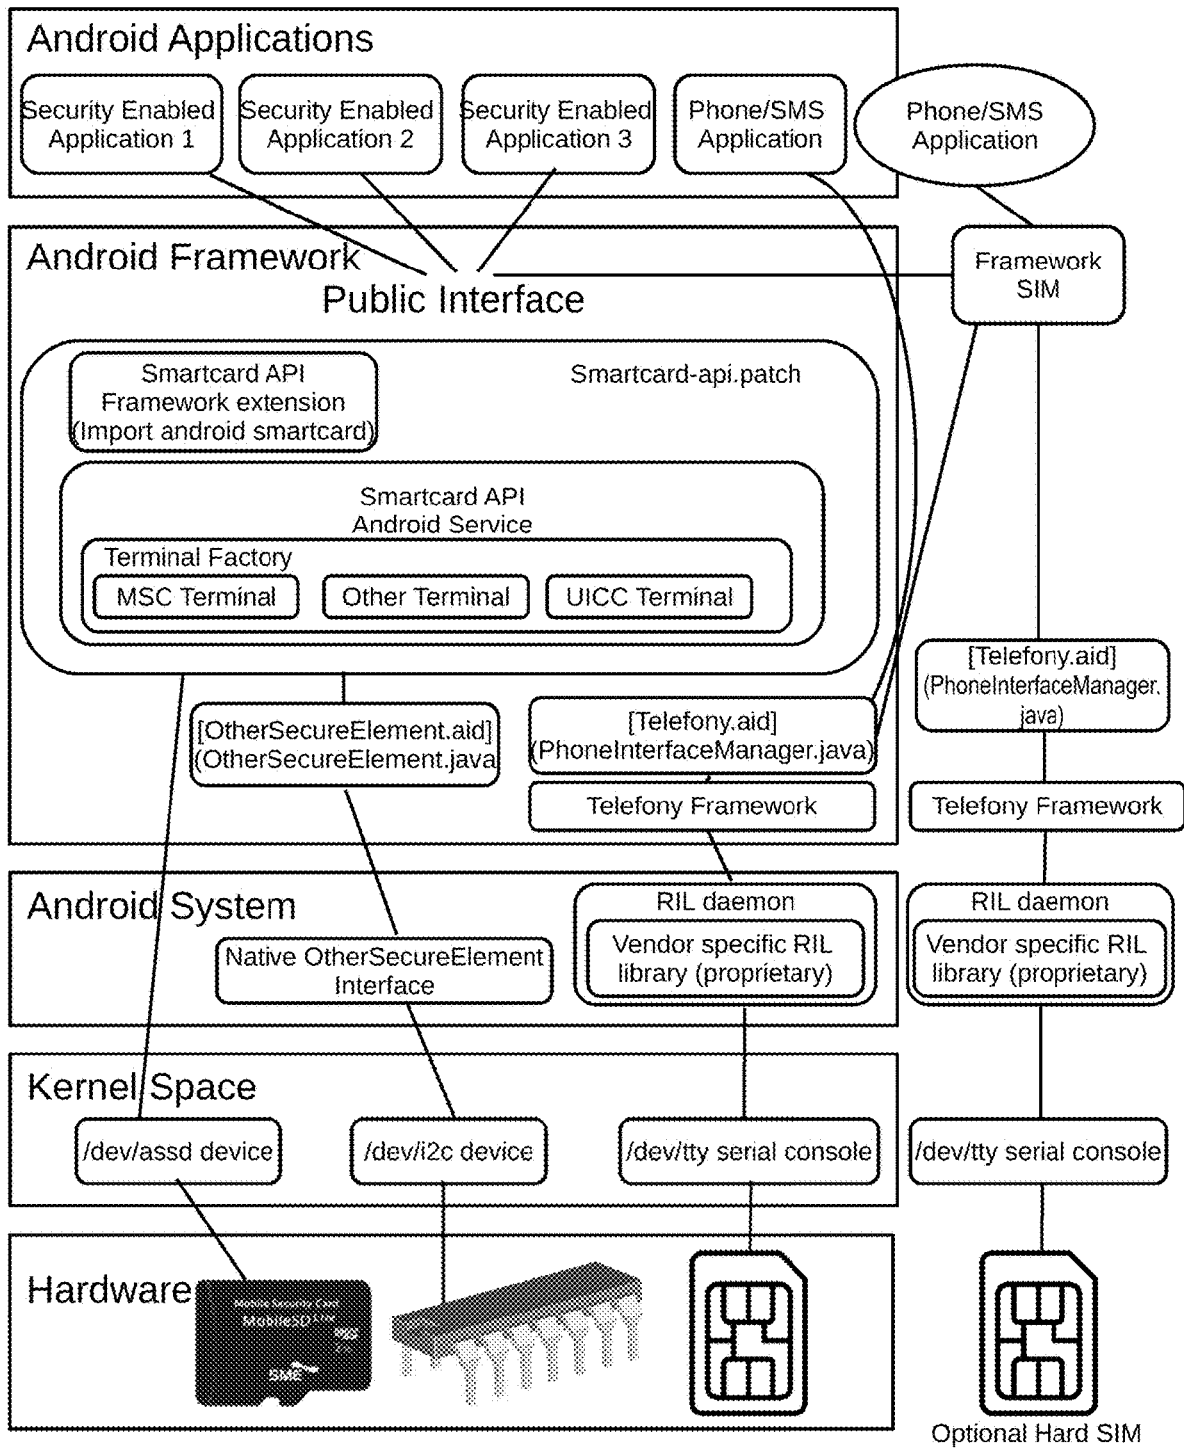 Android Applications
Security Enabled
Application 1
Security Enabled
Application 2
Security Enabled
Application 3
Phone/SMS
Application
Phone/SMS
Application
Android Framework
Public Interface
Framework
SIM
Smartcard API
Framework extension
(Import android smartcard)
Smartcard-api.patch
Smartcard API
Android Service
Terminal Factory
MSC Terminal
Other Terminal
UICC Terminal
[OtherSecureElement.aid]
(OtherSecureElement.java
[Telefony.aid]
(PhoneInterfaceManager.java)
Telefony Framework
[Telefony.aid]
(PhoneInterfaceManager.
java)
Telefony Framework
Android System
Native OtherSecureElement
Interface
RIL daemon
Vendor specific RIL
library (proprietary)
RIL daemon
Vendor specific RIL
library (proprietary)
Kernel Space
/dev/assd device
/dev/i2c device
/dev/tty serial console
/dev/tty serial console
Hardware
Mobile Security Card
MobileSD
Optional Hard SIM